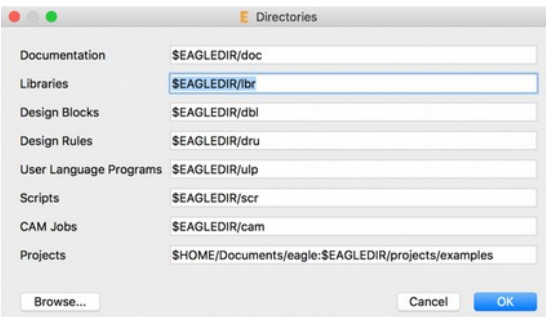 E Directories
Documentation $EAGLEDIR/doc
Libraries $EAGLEDIR/lbr
Design Blocks $EAGLEDIR/dbl
Design Rules $EAGLEDIR/dru
User Language Programs $EAGLEDIR/ulp
Scripts $EAGLEDIR/scr
CAM Jobs $EAGLEDIR/cam
Projects $HOME/Documents/eagle:$EAGLEDIR/projects/examples
Browse... Cancel OK